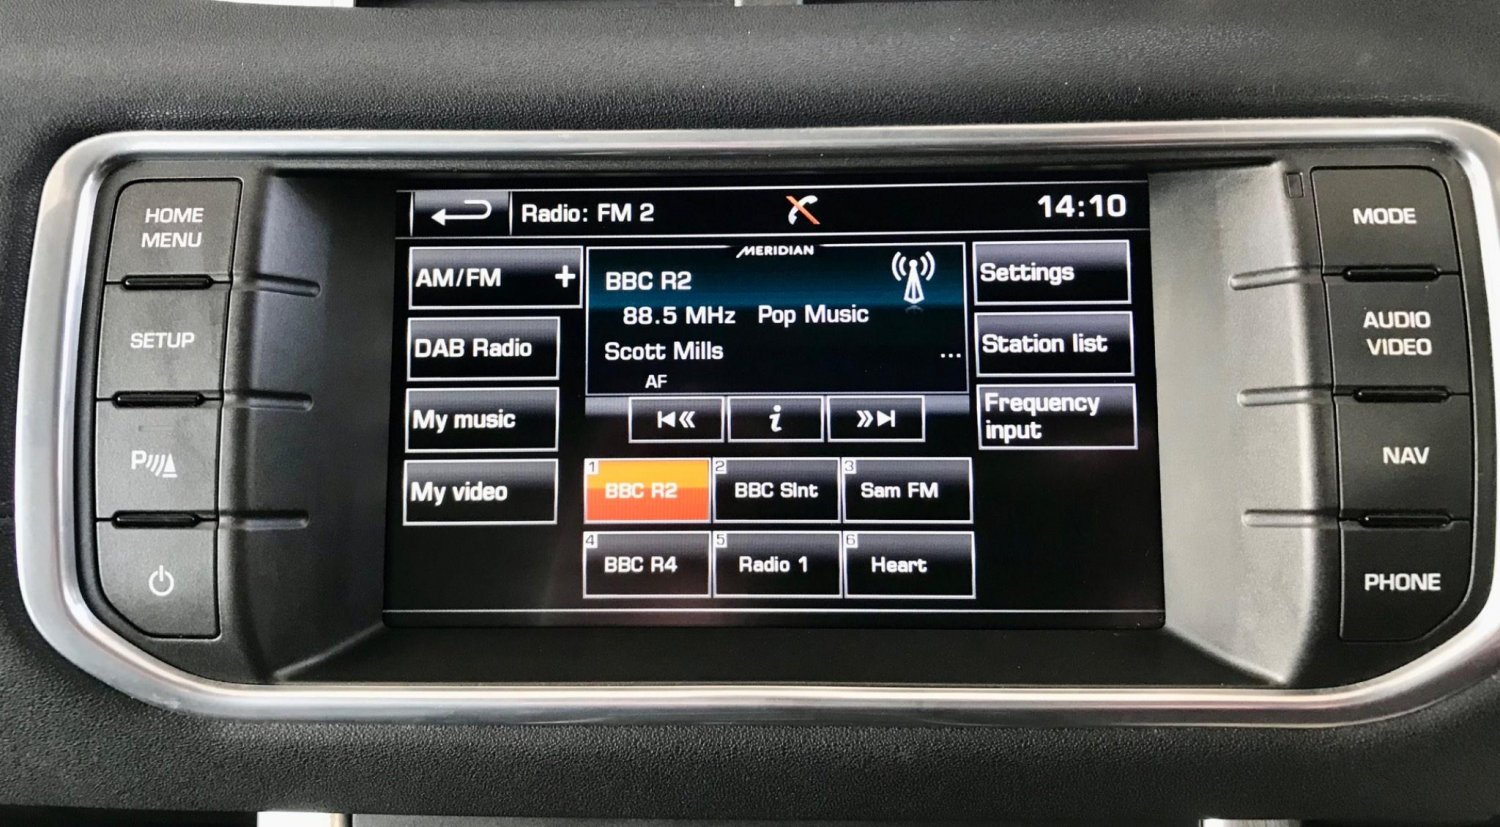 HOME
MENU
SETUP
P
Radio: FM 2
14:10
AM/FM +
DAB Radio
My music
My video
MERIDIAN
BBC R2
88.5 MHz Pop Music
Scott Mills ...
AF
i
1 BBC R2
2 BBC SInt
3 Sam FM
4 BBC R4
5 Radio 1
6 Heart
Settings
Station list
Frequency
input
MODE
AUDIO
VIDEO
NAV
PHONE